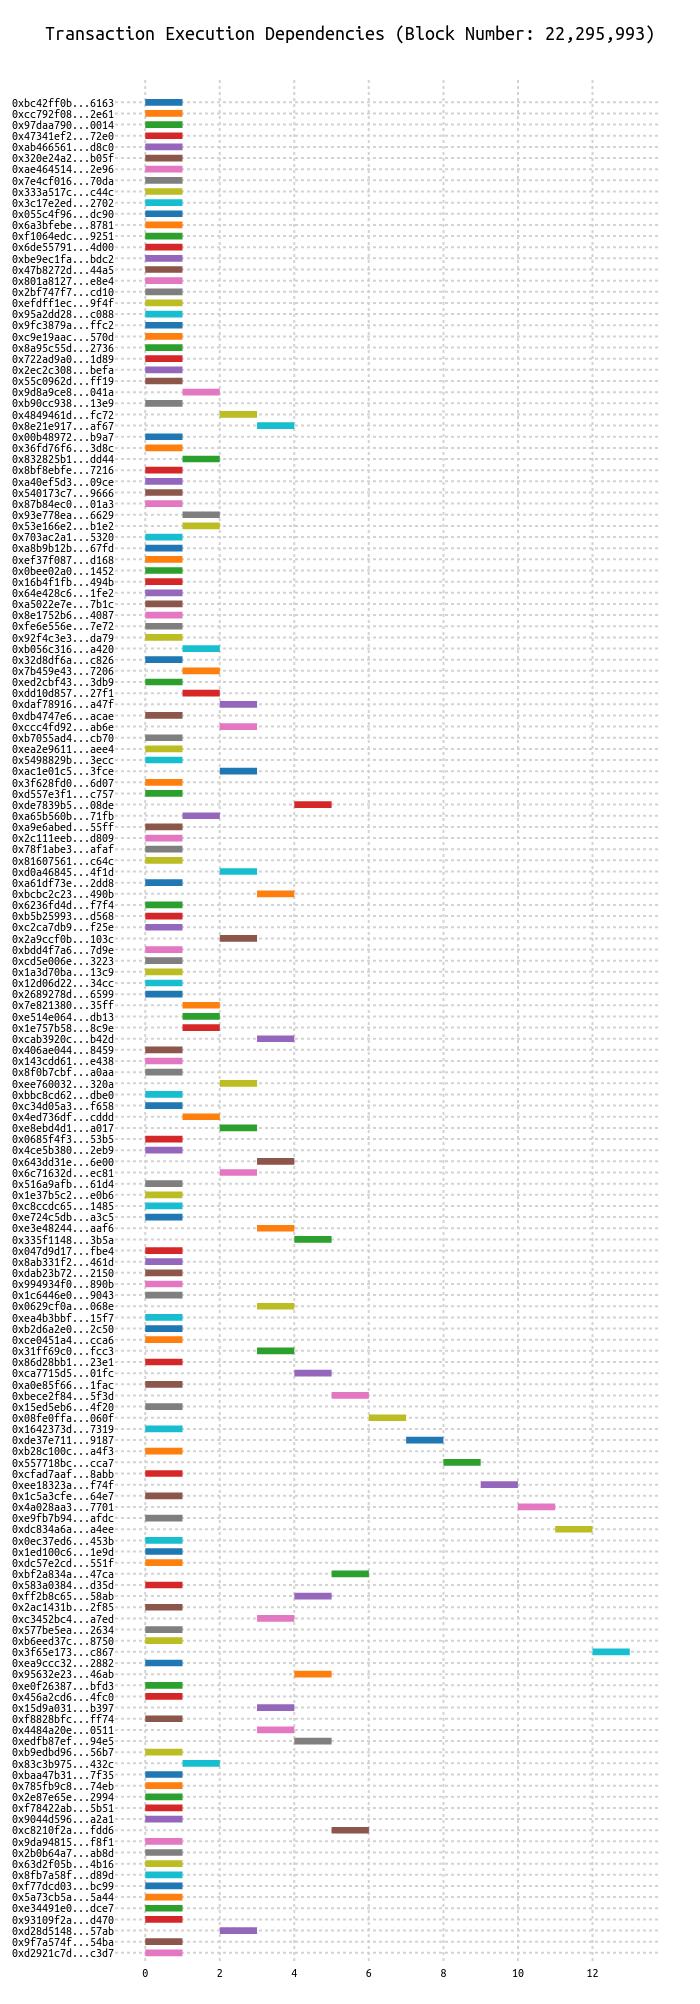 Transaction Execution Dependencies (Block Number: 22,295,993)
0xbc42ff0b...6163
0xcc792f08...2e61
0x97daa790...0014
0x47341ef2...72e0
0xab466561...d8c0
0x320e24a2...b05f
0xae464514...2e96
0x7e4cf016...70da
0x333a517c...c44c
0x3c17e2ed...2702
0x055c4f96...dc90
0x6a3bfebe...8781
0xf1064edc...9251
0x6de55791...4d00
0xbe9ec1fa...bdc2
0x47b8272d...44a5
0x801a8127...e8e4
0x2bf747f7...cd10
0xefdff1ec...9f4f
0x95a2dd28...c088
0x9fc3879a...ffc2
0xc9e19aac...570d
0x8a95c55d...2736
0x722ad9a0...1d89
0x2ec2c308...befa
0x55c0962d...ff19
0x9d8a9ce8...041a
0xb90cc938...13e9
0x4849461d...fc72
0x8e21e917...af67
0x00b48972...b9a7
0x36fd76f6...3d8c
0x832825b1...dd44
0x8bf8ebfe...7216
0xa40ef5d3...09ce
0x540173c7...9666
0x87b84ec0...01a3
0x93e778ea...6629
0x53e166e2...b1e2
0x703ac2a1...5320
0xa8b9b12b...67fd
0xef37f087...d168
0x0bee02a0...1452
0x16b4f1fb...494b
0x64e428c6...1fe2
0xa5022e7e...7b1c
0x8e1752b6...4087
0xfe6e556e...7e72
0x92f4c3e3...da79
0xb056c316...a420
0x32d8df6a...c826
0x7b459e43...7206
0xed2cbf43...3db9
0xdd10d857...27f1
0xdaf78916...a47f
0xdb4747e6...acae
0xccc4fd92...ab6e
0xb7055ad4...cb70
0xea2e9611...aee4
0x5498829b...3ecc
0xac1e01c5...3fce
0x3f628fd0...6d07
0xd557e3f1...c757
0xde7839b5...08de
0xa65b560b...71fb
0xa9e6abed...55ff
0x2c111eeb...d809
0x78f1abe3...afaf
0x81607561...c64c
0xd0a46845...4f1d
0xa61df73e...2dd8
0xbcbc2c23...490b
0x6236fd4d...f7f4
0xb5b25993...d568
0xc2ca7db9...f25e
0x2a9ccf0b...103c
0xbdd4f7a6...7d9e
0xcd5e006e...3223
0x1a3d70ba...13c9
0x12d06d22...34cc
0x2689278d...6599
0x7e821380...35ff
0xe514e064...db13
0x1e757b58...8c9e
0xcab3920c...b42d
0x406ae044...8459
0x143cdd61...e438
0x8f0b7cbf...a0aa
0xee760032...320a
0xbbc8cd62...dbe0
0xc34d05a3...f658
0x4ed736df...cddd
0xe8ebd4d1...a017
0x0685f4f3...53b5
0x4ce5b380...2eb9
0x643dd31e...6e00
0x6c71632d...ec81
0x516a9afb...61d4
0x1e37b5c2...e0b6
0xc8ccdc65...1485
0xe724c5db...a3c5
0xe3e48244...aaf6
0x335f1148...3b5a
0x047d9d17...fbe4
0x8ab331f2...461d
0xdab23b72...2150
0x994934f0...890b
0x1c6446e0...9043
0x0629cf0a...068e
0xea4b3bbf...15f7
0xb2d6a2e0...2c50
0xce0451a4...cca6
0x31ff69c0...fcc3
0x86d28bb1...23e1
0xca7715d5...01fc
0xa0e85f66...1fac
0xbece2f84...5f3d
0x15ed5eb6...4f20
0x08fe0ffa...060f
0x1642373d...7319
0xde37e711...9187
0xb28c100c...a4f3
0x557718bc...cca7
0xcfad7aaf...8abb
0xee18323a...f74f
0x1c5a3cfe...64e7
0x4a028aa3...7701
0xe9fb7b94...afdc
0xdc834a6a...a4ee
0x0ec37ed6...453b
0x1ed100c6...1e9d
0xdc57e2cd...551f
0xbf2a834a...47ca
0x583a0384...d35d
0xff2b8c65...58ab
0x2ac1431b...2f85
0xc3452bc4...a7ed
0x577be5ea...2634
0xb6eed37c...8750
0x3f65e173...c867
0xea9ccc32...2882
0x95632e23...46ab
0xe0f26387...bfd3
0x456a2cd6...4fc0
0x15d9a031...b397
0xf8828bfc...ff74
0x4484a20e...0511
0xedfb87ef...94e5
0xb9edbd96...56b7
0x83c3b975...432c
0xbaa47b31...7f35
0x785fb9c8...74eb
0x2e87e65e...2994
0xf78422ab...5b51
0x9044d596...a2a1
0xc8210f2a...fdd6
0x9da94815...f8f1
0x2b0b64a7...ab8d
0x63d2f05b...4b16
0x8fb7a58f...d89d
0xf77dcd03...bc99
0x5a73cb5a...5a44
0xe34491e0...dce7
0x93109f2a...d470
0xd28d5148...57ab
0x9f7a574f...54ba
0xd2921c7d...c3d7
0 2 4 6 8 10 12